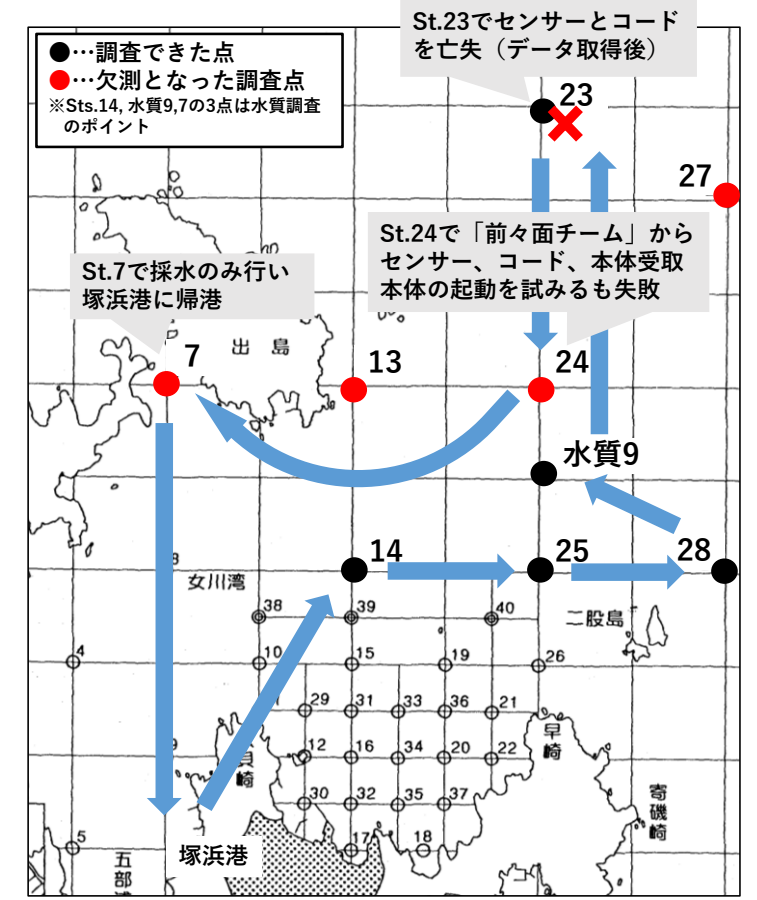 St.23でセンサーとコード
を亡失（データ取得後）
●…調査できた点
●…欠測となった調査点
※Sts.14, 水質9,7の3点は水質調査
のポイント
23
27
St.24で「前々面チーム」から
センサー、コード、本体受取
本体の起動を試みるも失敗
St.7で採水のみ行い
塚浜港に帰港
出島
7
13
24
水質9
14
25
28
女川湾
38
39
40
二股島
4
10
15
19
26
29
31
33
36
21
早崎
12
16
34
20
22
30
32
35
37
寄磯崎
5
17
18
塚浜港
五部